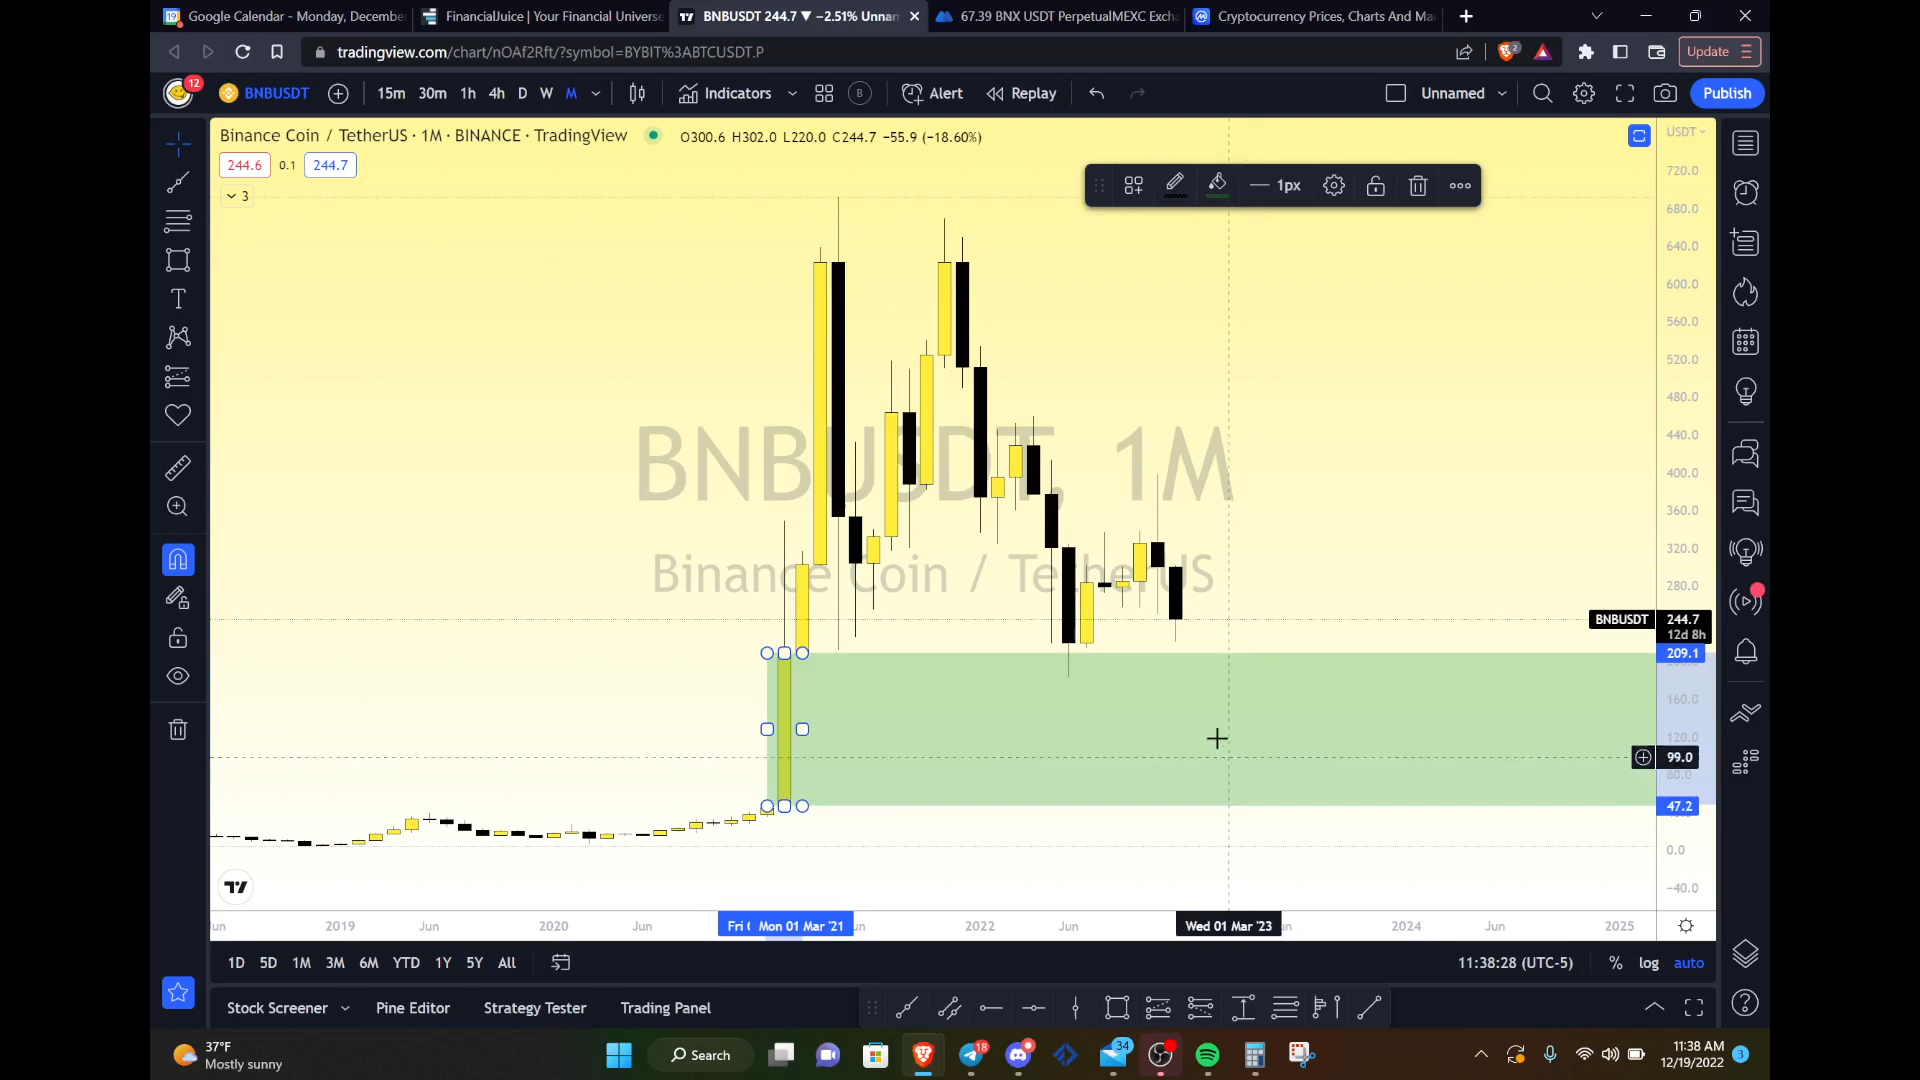 Google Calendar - Monday, December
FinancialJuice | Your Financial Universe
BNBUSDT 244.7 ▼ −2.51% Unnam
67.39 BNX USDT PerpetualMEXC Excha
Cryptocurrency Prices, Charts And Mar
tradingview.com/chart/nOAf2Rft/?symbol=BYBIT%3ABTCUSDT.P
2
Update
12
BNBUSDT
15m 30m 1h 4h D W M
Indicators
B
Alert
Replay
Unnamed
Publish
Binance Coin / TetherUS · 1M · BINANCE · TradingView
O300.6 H302.0 L220.0 C244.7 −55.9 (−18.60%)
USDT
244.6 0.1 244.7
3
1px
720.0
680.0
640.0
600.0
560.0
520.0
480.0
440.0
400.0
360.0
320.0
280.0
BNBUSDT, 1M
Binance Coin / TetherUS
BNBUSDT 244.7
12d 8h
209.1
160.0
120.0
99.0
80.0
47.2
0.0
−40.0
2019 Jun 2020 Jun Mon 01 Mar '21 2022 Jun Wed 01 Mar '23 2024 Jun 2025
1D 5D 1M 3M 6M YTD 1Y 5Y All
11:38:28 (UTC-5) % log auto
Stock Screener Pine Editor Strategy Tester Trading Panel
37°F
Mostly sunny
Search
18
34
11:38 AM
12/19/2022
3